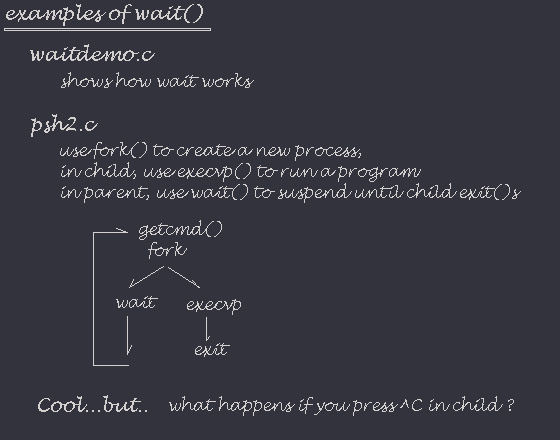 examples of wait()
waitdemo.c
shows how wait works
psh2.c
use fork() to create a new process,
in child, use execvp() to run a program
in parent, use wait() to suspend until child exit()s
getcmd()
fork
wait execvp
exit
Cool...but.. what happens if you press ^C in child ?